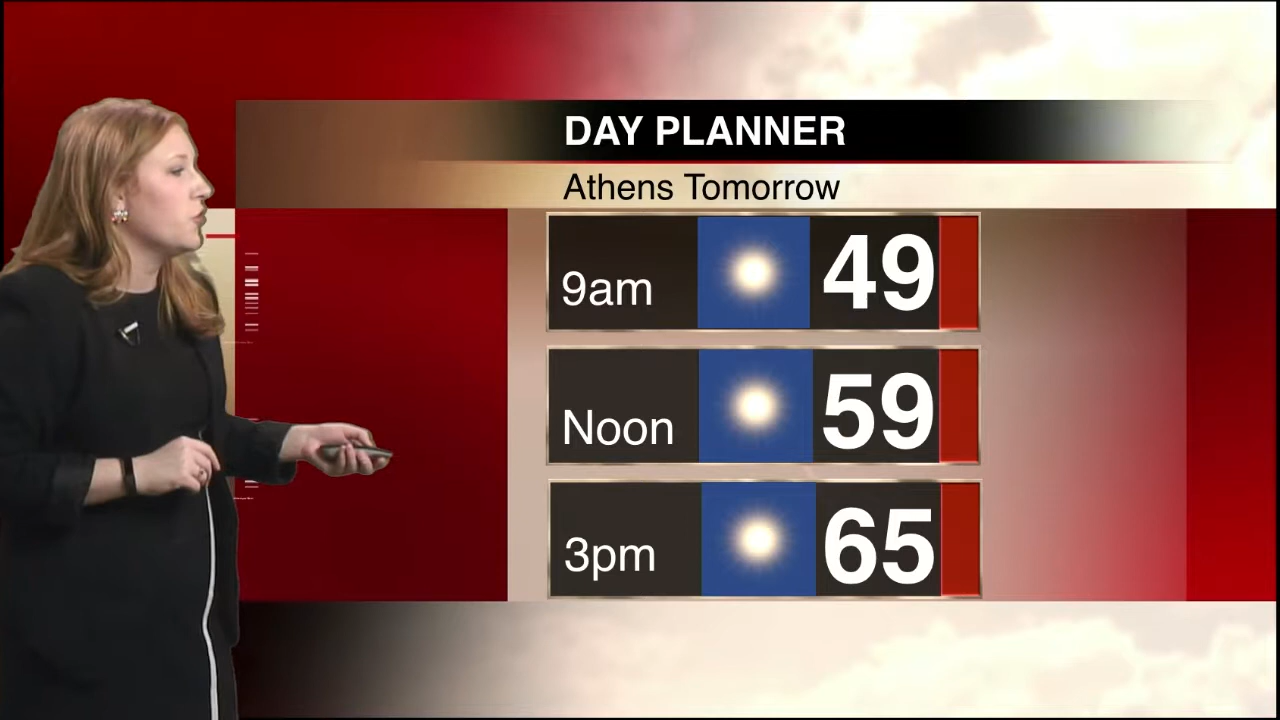 DAY PLANNER
Athens Tomorrow
9am 49
Noon 59
3pm 65